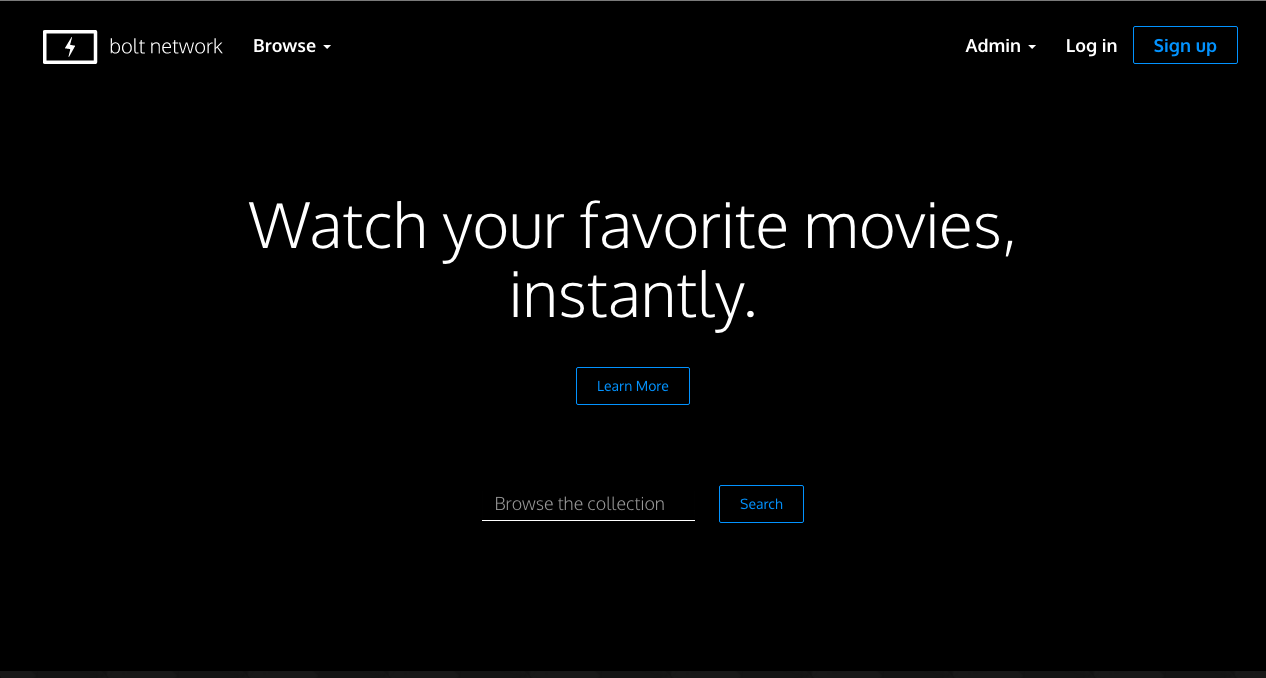 bolt network Browse Admin Log in Sign up
Watch your favorite movies,
instantly.
Learn More
Browse the collection Search